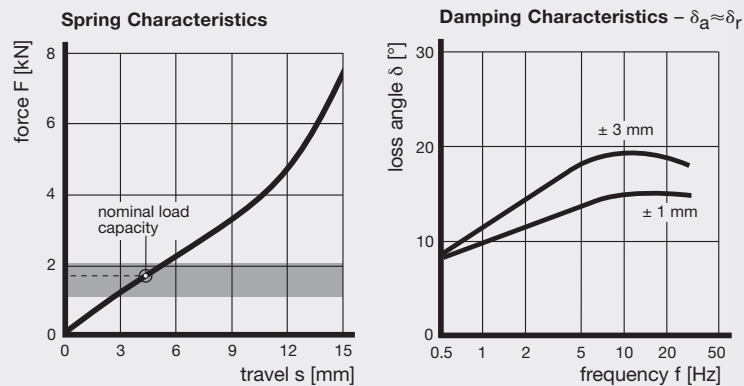 Spring Characteristics
force F [kN]
8
6
4
2
0
nominal load
capacity
0 3 6 9 12 15
travel s [mm]
Damping Characteristics – δa≈δr
loss angle δ [°]
30
20
10
0
± 3 mm
± 1 mm
0.5 1 2 5 10 20 50
frequency f [Hz]